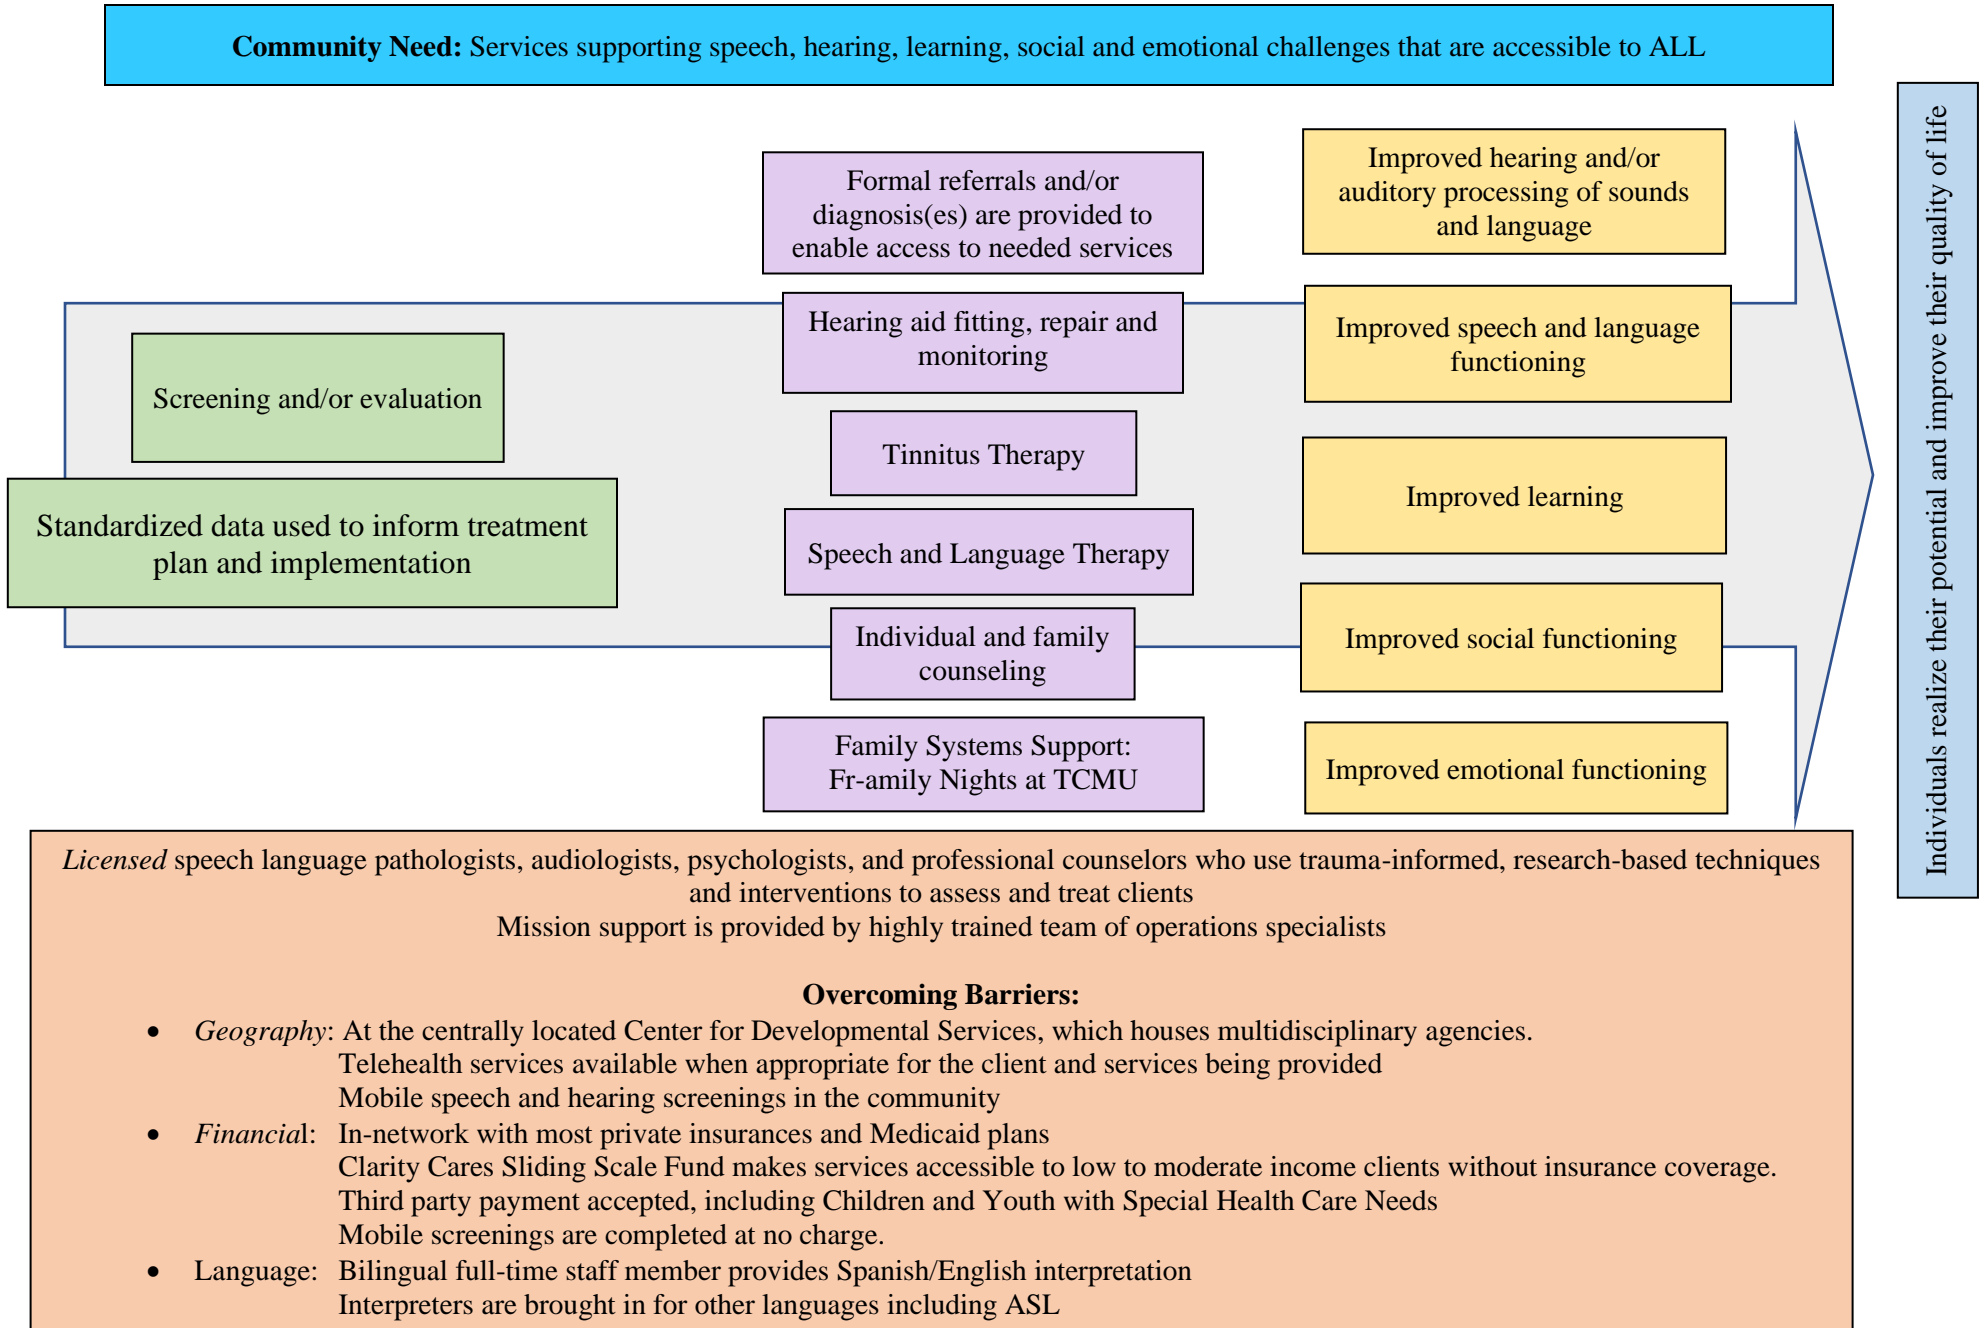 Community Need: Services supporting speech, hearing, learning, social and emotional challenges that are accessible to ALL
Screening and/or evaluation
Standardized data used to inform treatment
plan and implementation
Formal referrals and/or
diagnosis(es) are provided to
enable access to needed services
Hearing aid fitting, repair and
monitoring
Tinnitus Therapy
Speech and Language Therapy
Individual and family
counseling
Family Systems Support:
Fr-amily Nights at TCMU
Improved hearing and/or
auditory processing of sounds
and language
Improved speech and language
functioning
Improved learning
Improved social functioning
Improved emotional functioning
Individuals realize their potential and improve their quality of life
Licensed speech language pathologists, audiologists, psychologists, and professional counselors who use trauma-informed, research-based techniques
and interventions to assess and treat clients
Mission support is provided by highly trained team of operations specialists
Overcoming Barriers:
• Geography: At the centrally located Center for Developmental Services, which houses multidisciplinary agencies.
Telehealth services available when appropriate for the client and services being provided
Mobile speech and hearing screenings in the community
• Financial: In-network with most private insurances and Medicaid plans
Clarity Cares Sliding Scale Fund makes services accessible to low to moderate income clients without insurance coverage.
Third party payment accepted, including Children and Youth with Special Health Care Needs
Mobile screenings are completed at no charge.
• Language: Bilingual full-time staff member provides Spanish/English interpretation
Interpreters are brought in for other languages including ASL